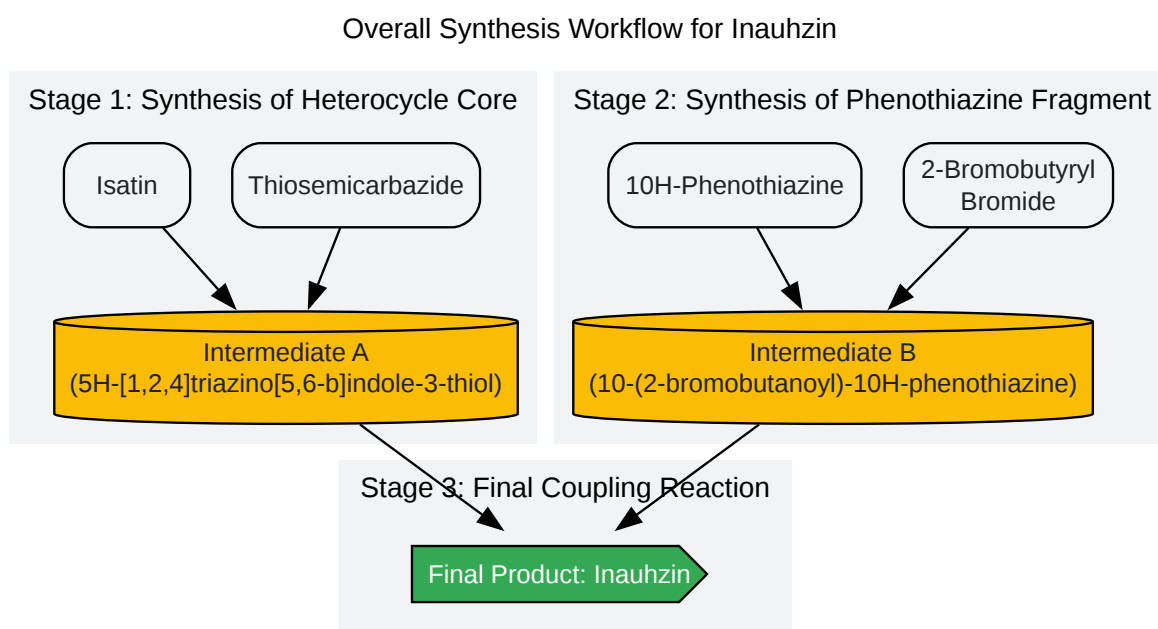 Overall Synthesis Workflow for Inauhzin
Stage 1: Synthesis of Heterocycle Core
Isatin
Thiosemicarbazide
Intermediate A
(5H-[1,2,4]triazino[5,6-b]indole-3-thiol)
Stage 2: Synthesis of Phenothiazine Fragment
10H-Phenothiazine
2-Bromobutyryl
Bromide
Intermediate B
(10-(2-bromobutanoyl)-10H-phenothiazine)
Stage 3: Final Coupling Reaction
Final Product: Inauhzin